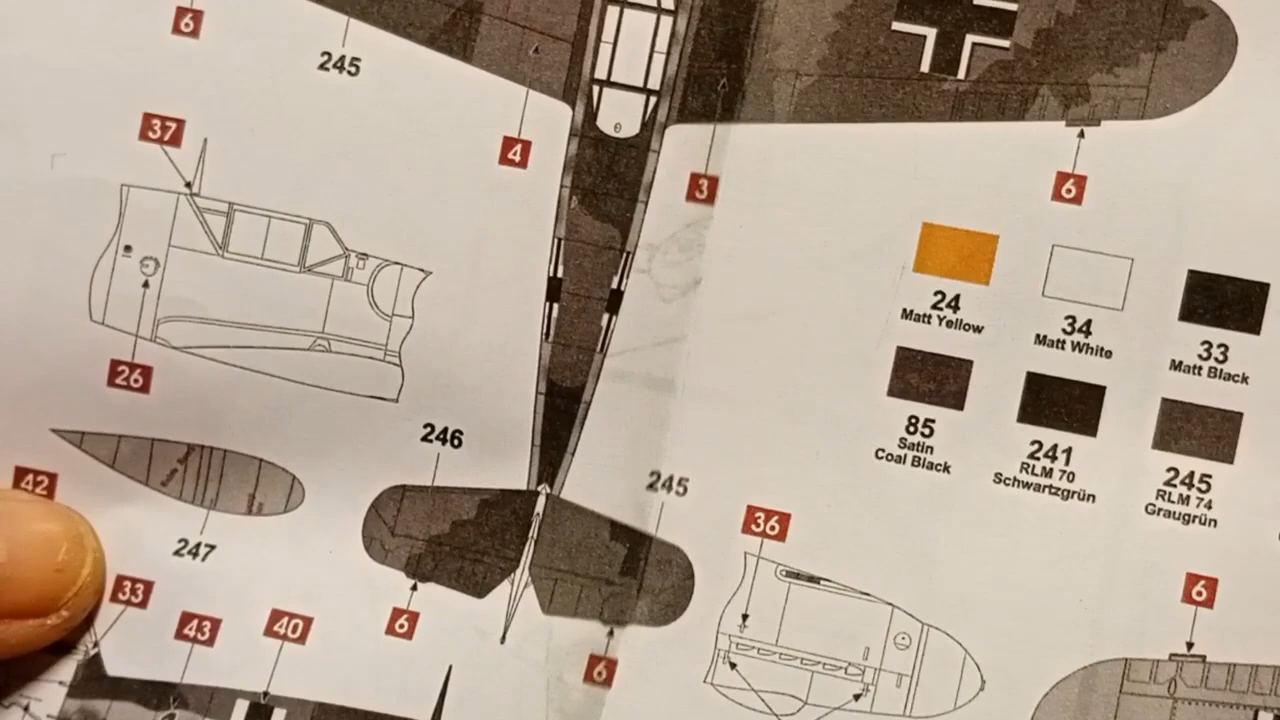 6
245
37
4
3
6
24
Matt Yellow
34
Matt White
33
Matt Black
26
85
Satin
Coal Black
241
RLM 70
Schwartzgrün
245
RLM 74
Graugrün
246
245
42
247
36
33
43
40
6
6
6